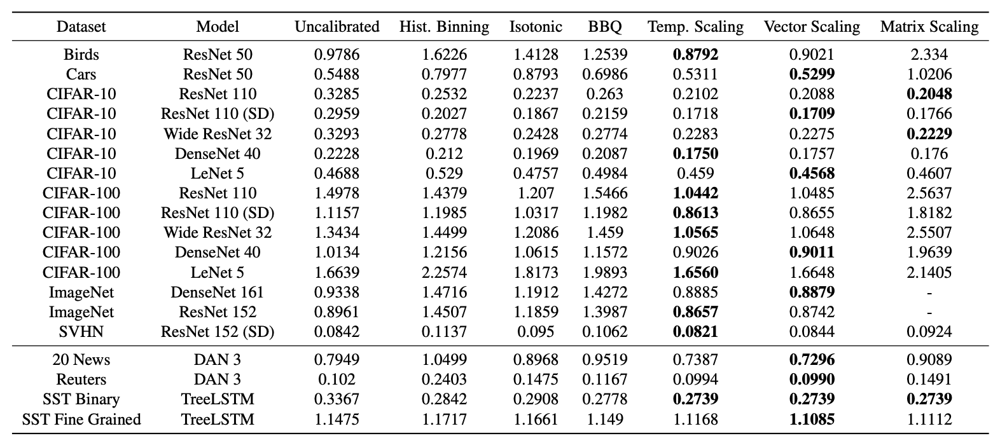 Dataset Model Uncalibrated Hist. Binning Isotonic BBQ Temp. Scaling Vector Scaling Matrix Scaling
Birds ResNet 50 0.9786 1.6226 1.4128 1.2539 0.8792 0.9021 2.334
Cars ResNet 50 0.5488 0.7977 0.8793 0.6986 0.5311 0.5299 1.0206
CIFAR-10 ResNet 110 0.3285 0.2532 0.2237 0.263 0.2102 0.2088 0.2048
CIFAR-10 ResNet 110 (SD) 0.2959 0.2027 0.1867 0.2159 0.1718 0.1709 0.1766
CIFAR-10 Wide ResNet 32 0.3293 0.2778 0.2428 0.2774 0.2283 0.2275 0.2229
CIFAR-10 DenseNet 40 0.2228 0.212 0.1969 0.2087 0.1750 0.1757 0.176
CIFAR-10 LeNet 5 0.4688 0.529 0.4757 0.4984 0.459 0.4568 0.4607
CIFAR-100 ResNet 110 1.4978 1.4379 1.207 1.5466 1.0442 1.0485 2.5637
CIFAR-100 ResNet 110 (SD) 1.1157 1.1985 1.0317 1.1982 0.8613 0.8655 1.8182
CIFAR-100 Wide ResNet 32 1.3434 1.4499 1.2086 1.459 1.0565 1.0648 2.5507
CIFAR-100 DenseNet 40 1.0134 1.2156 1.0615 1.1572 0.9026 0.9011 1.9639
CIFAR-100 LeNet 5 1.6639 2.2574 1.8173 1.9893 1.6560 1.6648 2.1405
ImageNet DenseNet 161 0.9338 1.4716 1.1912 1.4272 0.8885 0.8879 -
ImageNet ResNet 152 0.8961 1.4507 1.1859 1.3987 0.8657 0.8742 -
SVHN ResNet 152 (SD) 0.0842 0.1137 0.095 0.1062 0.0821 0.0844 0.0924
20 News DAN 3 0.7949 1.0499 0.8968 0.9519 0.7387 0.7296 0.9089
Reuters DAN 3 0.102 0.2403 0.1475 0.1167 0.0994 0.0990 0.1491
SST Binary TreeLSTM 0.3367 0.2842 0.2908 0.2778 0.2739 0.2739 0.2739
SST Fine Grained TreeLSTM 1.1475 1.1717 1.1661 1.149 1.1168 1.1085 1.1112